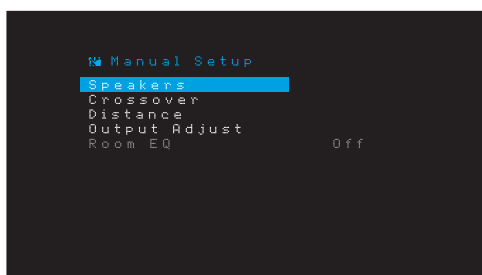 Manual Setup
Speakers
Crossover
Distance
Output Adjust
Room EQ Off